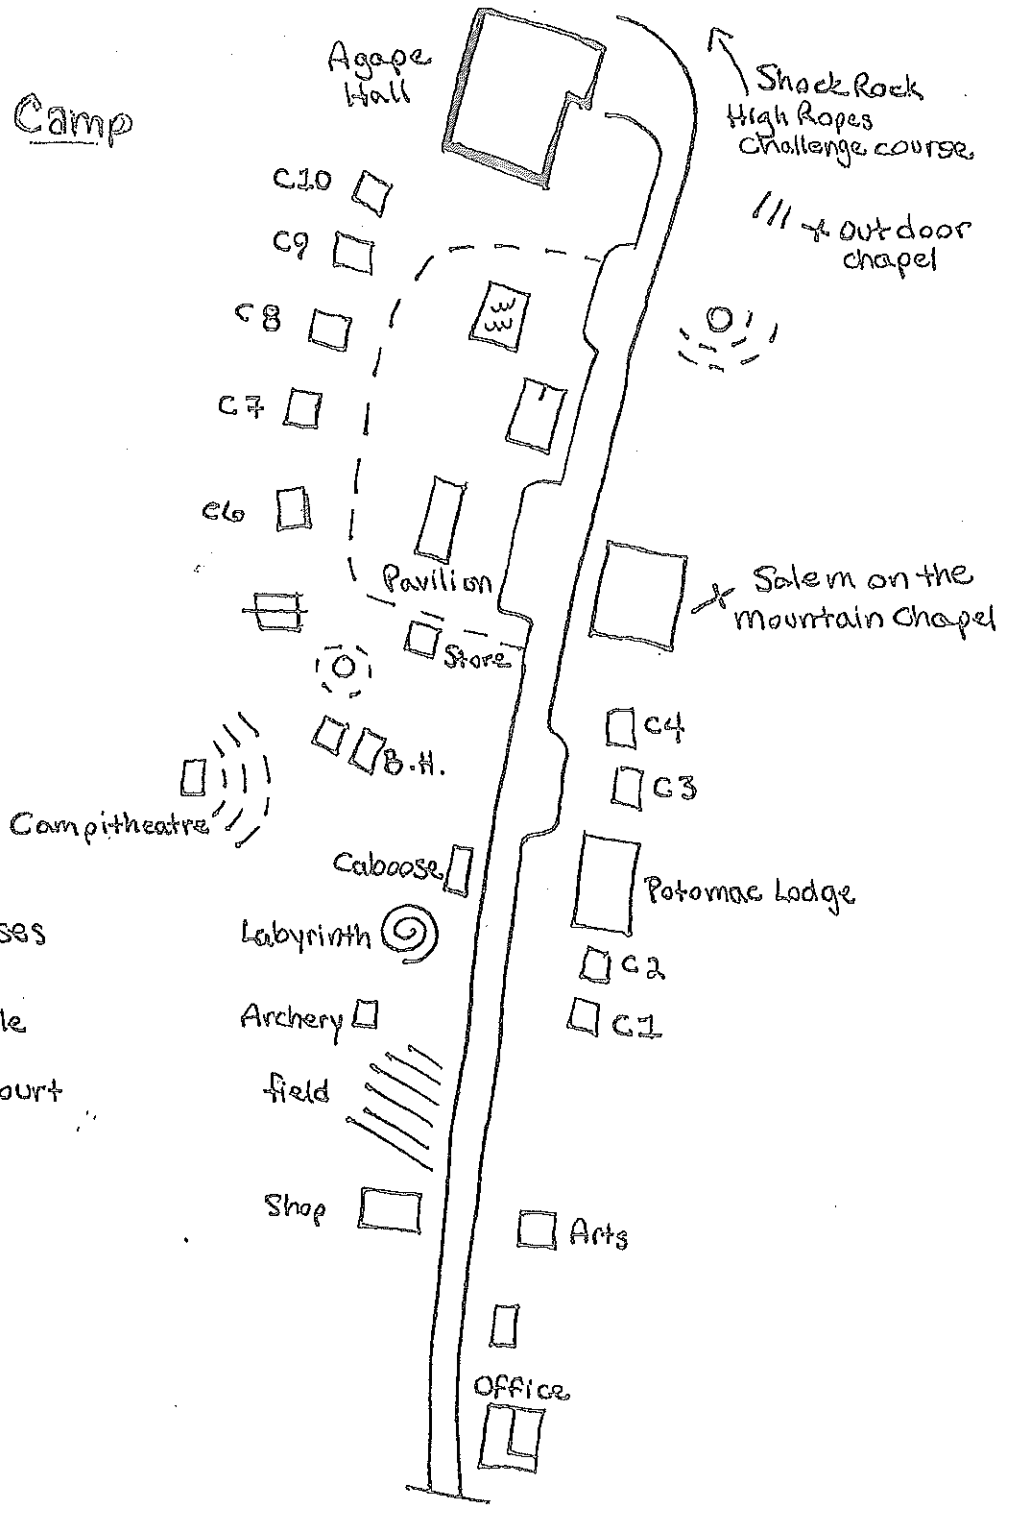 Agape
Hall
Camp
Shock Rock
High Ropes
Challenge course
C10
C9
outdoor
chapel
C8
C7
C6
Pavilion
Salem on the
mountain Chapel
Store
C4
B.H.
C3
Campitheatre
Caboose
Potomac Lodge
ses
Labyrinth
C2
le
Archery
C1
ourt
field
Shop
Arts
Office